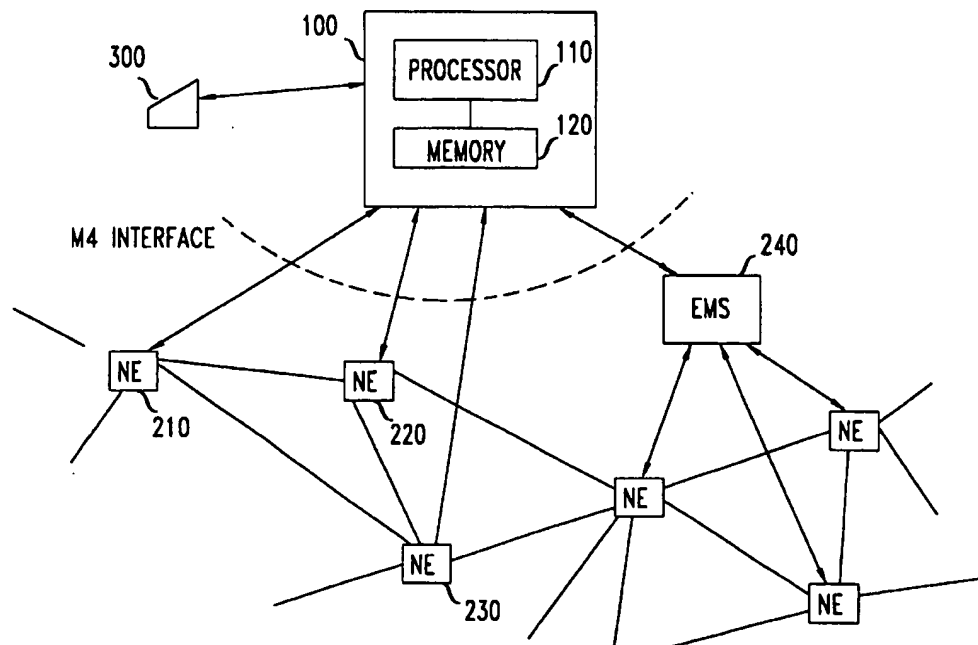 100
300
PROCESSOR
110
MEMORY
120
M4 INTERFACE
240
EMS
NE
210
NE
220
NE
NE
NE
230
NE